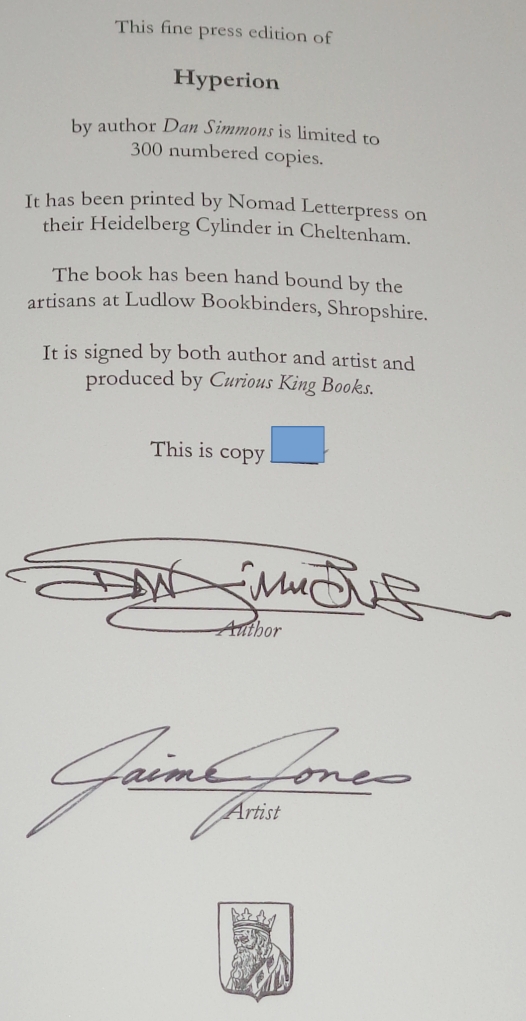 This fine press edition of
Hyperion
by author Dan Simmons is limited to
300 numbered copies.
It has been printed by Nomad Letterpress on
their Heidelberg Cylinder in Cheltenham.
The book has been hand bound by the
artisans at Ludlow Bookbinders, Shropshire.
It is signed by both author and artist and
produced by Curious King Books.
This is copy
Dan Simmons
Author
Jaime Jones
Artist